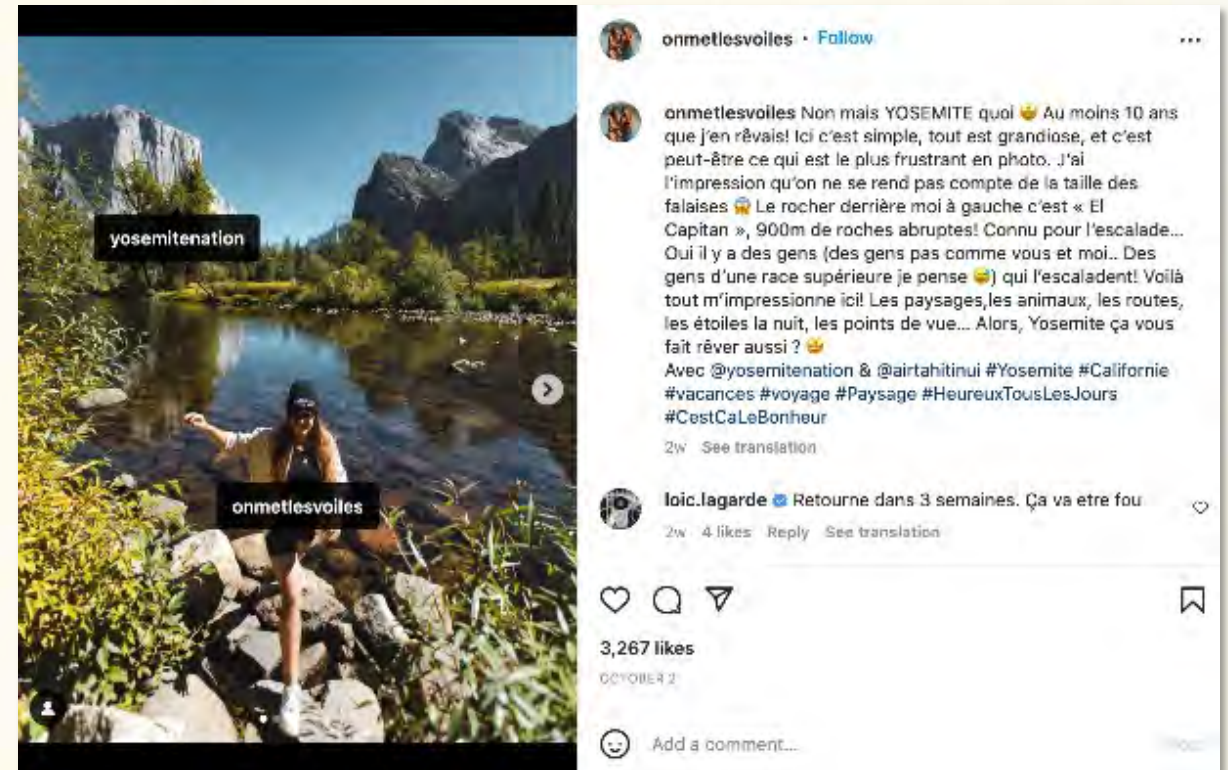 onmetlesvoiles • Follow
onmetlesvoiles Non mais YOSEMITE quoi 🤩 Au moins 10 ans
que j'en rêvais! Ici c'est simple, tout est grandiose, et c'est
peut-être ce qui est le plus frustrant en photo. J'ai
l'impression qu'on ne se rend pas compte de la taille des
falaises 😱 Le rocher derrière moi à gauche c'est « El
Capitan », 900m de roches abruptes! Connu pour l'escalade...
Oui il y a des gens (des gens pas comme vous et moi.. Des
gens d'une race supérieure je pense 😅) qui l'escaladent! Voilà
tout m'impressionne ici! Les paysages,les animaux, les routes,
les étoiles la nuit, les points de vue... Alors, Yosemite ça vous
fait rêver aussi ? 🤩
Avec @yosemitenation & @airtahitinui #Yosemite #Californie
#vacances #voyage #Paysage #HeureuxTousLesJours
#CestCaLeBonheur
2w See translation
loic.lagarde Retourne dans 3 semaines. Ça va etre fou
2w 4 likes Reply See translation
3,267 likes
OCTOBER 2
Add a comment...
yosemitenation
onmetlesvoiles